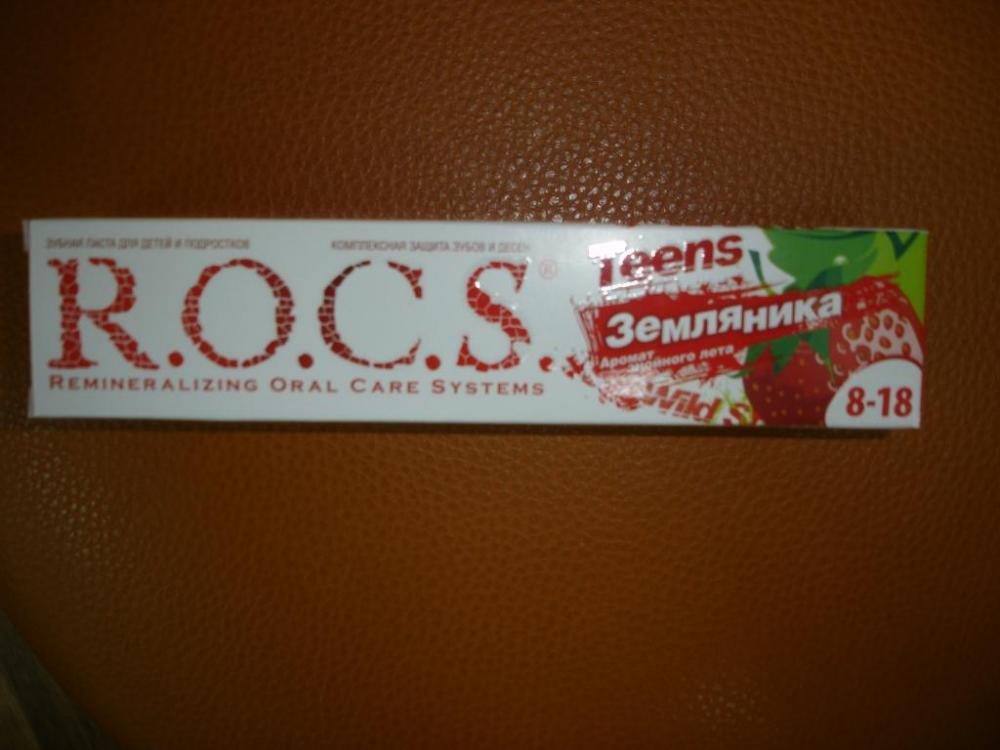 ЗУБНАЯ ПАСТА ДЛЯ ДЕТЕЙ И ПОДРОСТКОВ
КОМПЛЕКСНАЯ ЗАЩИТА ЗУБОВ И ДЕСЕН
R.O.C.S.®
REMINERALIZING ORAL CARE SYSTEMS
Teens
Земляника
Аромат
знойного лета
Wild S
8-18